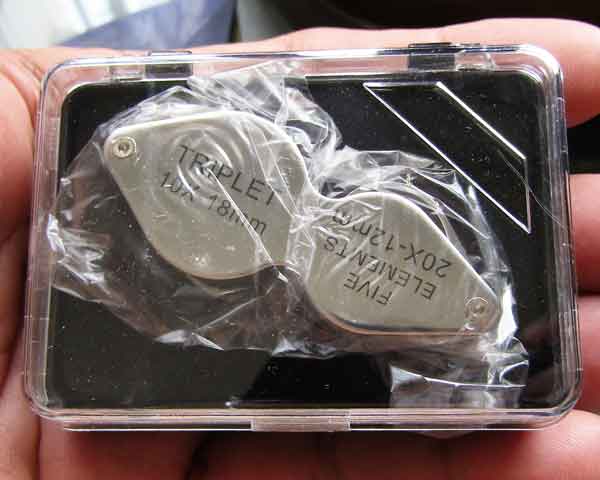 TRIPLET
10X 18mm
FIVE
ELEMENTS
20X-12mm